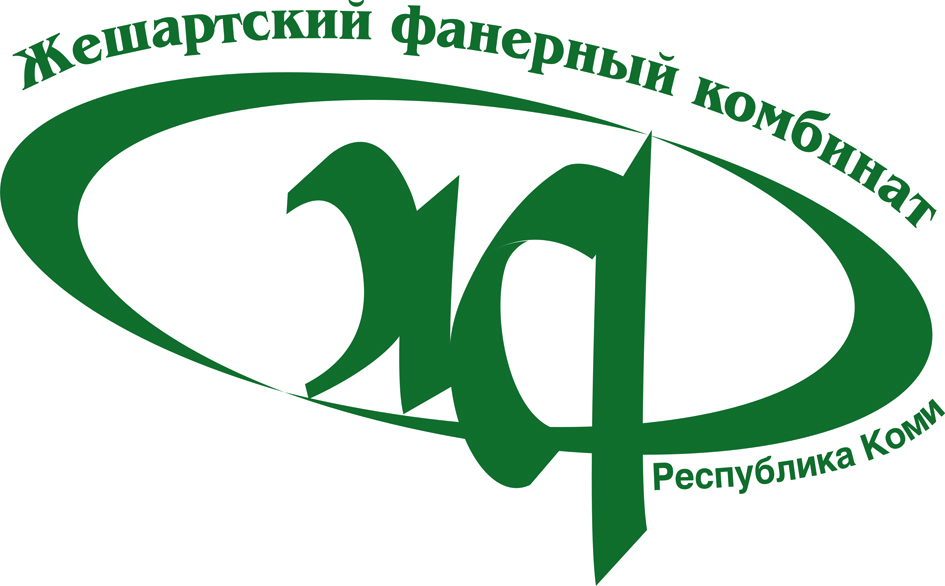 Жешартский фанерный комбинат
жф
Республика Коми